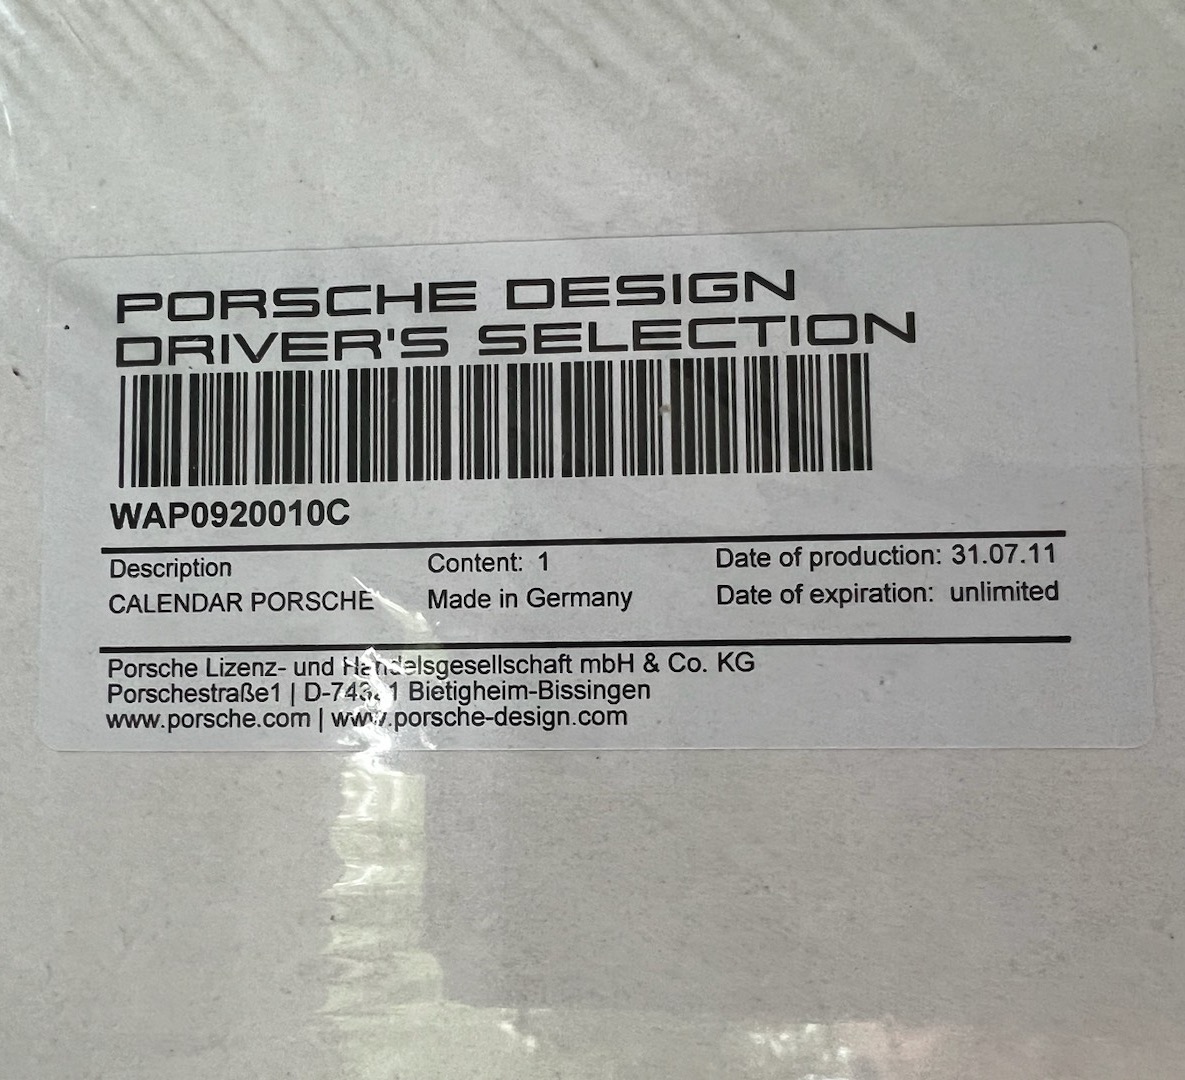 PORSCHE DESIGN
DRIVER'S SELECTION
WAP0920010C
Description Content: 1 Date of production: 31.07.11
CALENDAR PORSCHE Made in Germany Date of expiration: unlimited
Porsche Lizenz- und Handelsgesellschaft mbH & Co. KG
Porschestraße1 | Bietigheim-Bissingen
www.porsche.com | www.porsche-design.com